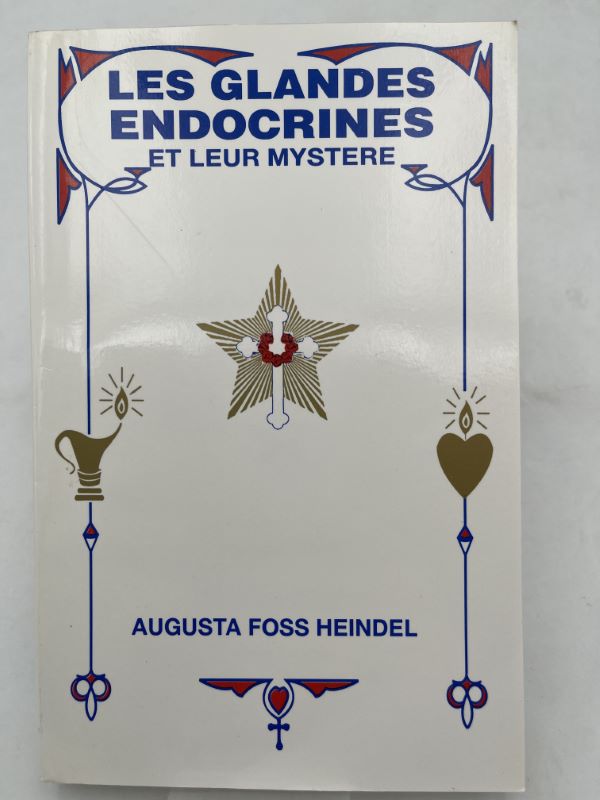 LES GLANDES
ENDOCRINES
ET LEUR MYSTERE
AUGUSTA FOSS HEINDEL